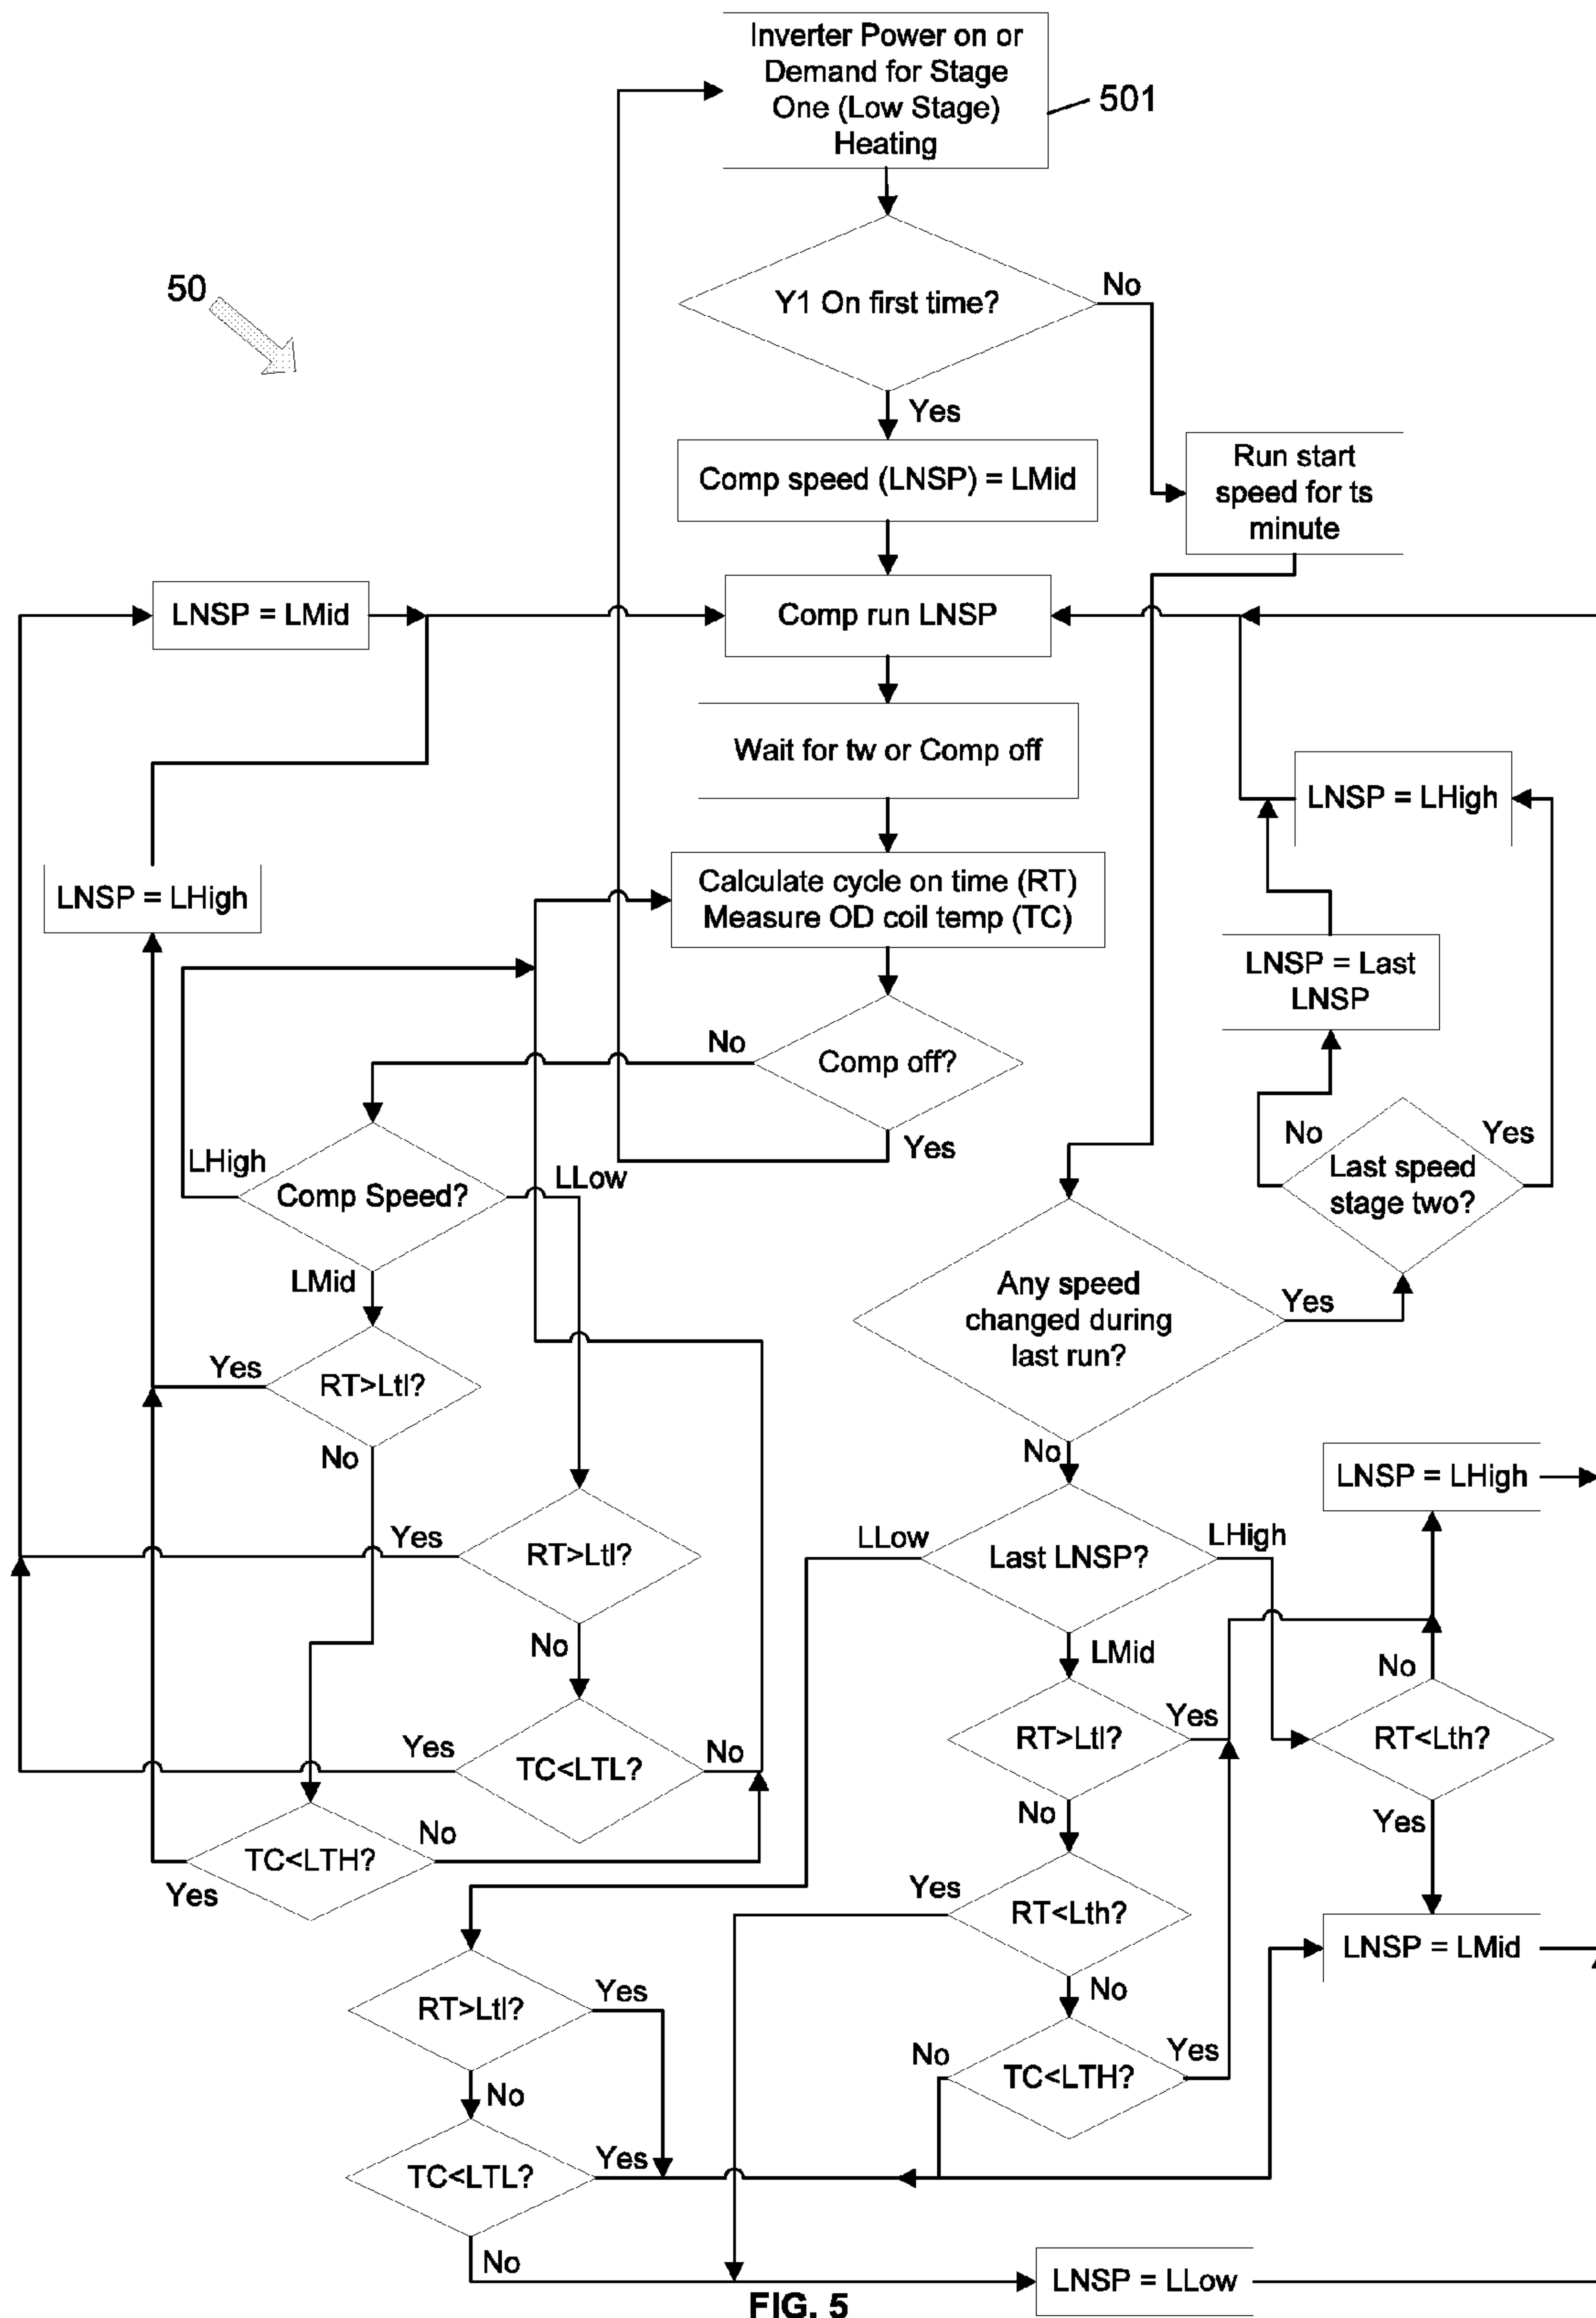 Inverter Power on or
Demand for Stage
One (Low Stage)
Heating
501
50
Y1 On first time?
No
Yes
Comp speed (LNSP) = LMid
Run start
speed for ts
minute
LNSP = LMid
Comp run LNSP
Wait for tw or Comp off
LNSP = LHigh
LNSP = LHigh
Calculate cycle on time (RT)
Measure OD coil temp (TC)
LNSP = Last
LNSP
No
Comp off?
Yes
No
Yes
Last speed
stage two?
LHigh
Comp Speed?
LLow
LMid
Any speed
changed during
last run?
Yes
No
Yes
RT>Ltl?
No
LNSP = LHigh
Yes
RT>Ltl?
No
LLow
Last LNSP?
LHigh
LMid
No
Yes
TC<LTL?
No
RT>Ltl?
Yes
No
RT<Lth?
Yes
TC<LTH?
No
Yes
Yes
RT<Lth?
No
LNSP = LMid
RT>Ltl?
Yes
No
No
TC<LTH?
Yes
TC<LTL?
Yes
No
LNSP = LLow
FIG. 5